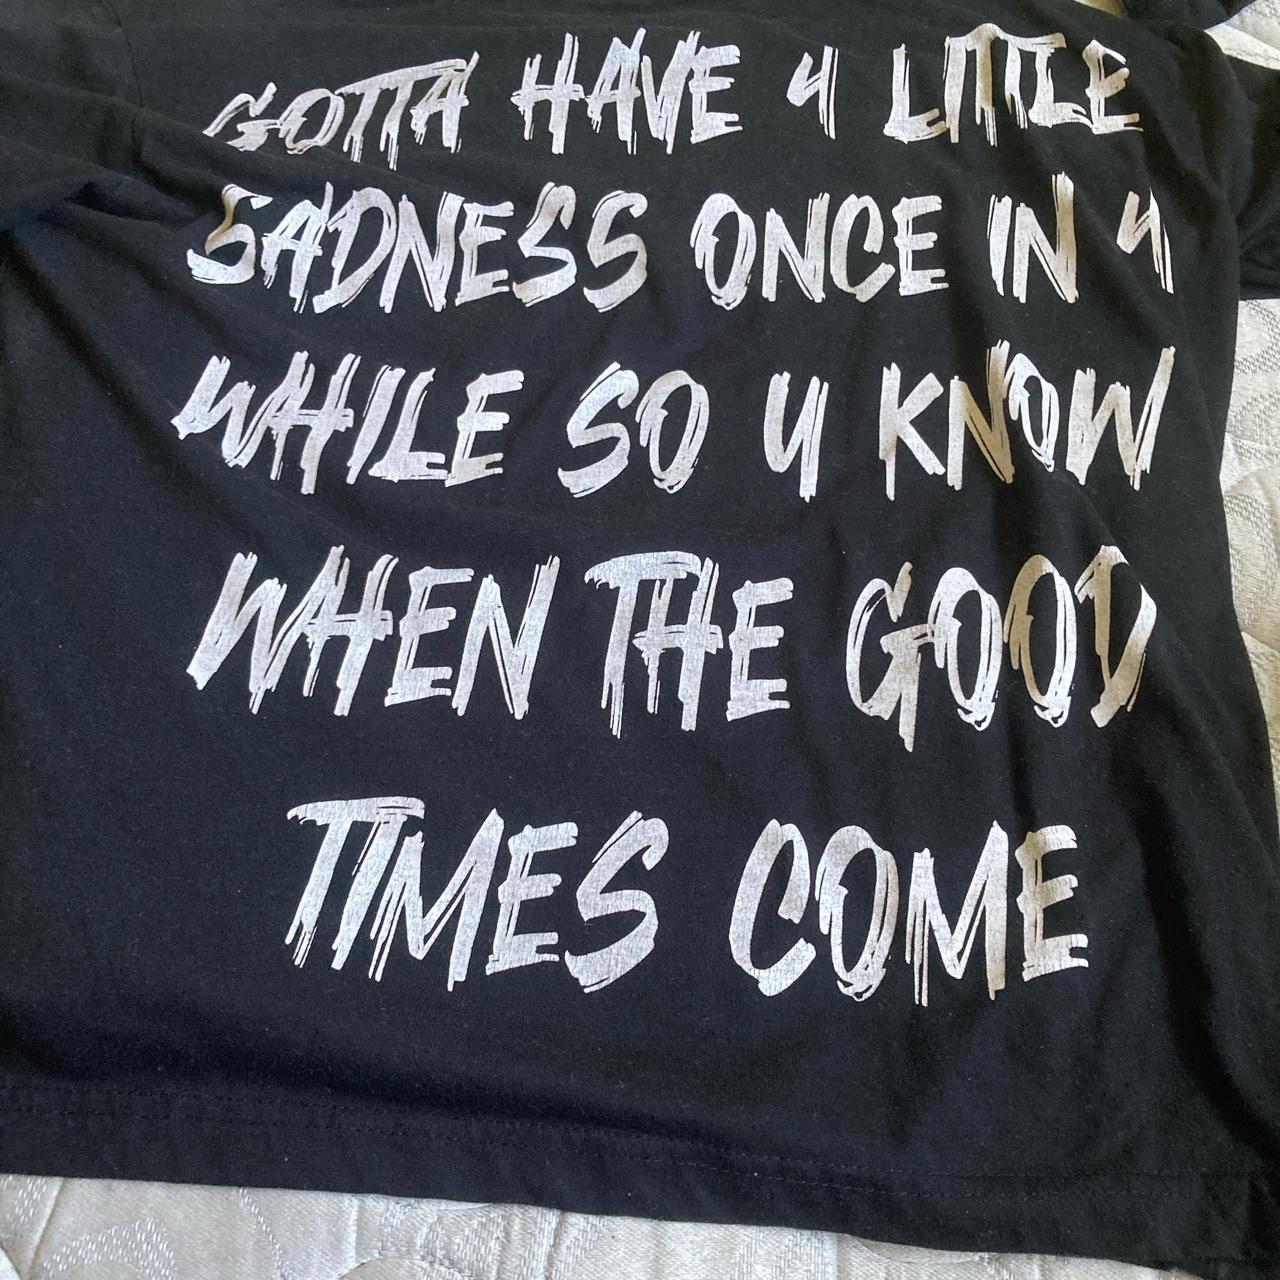 GOTTA HAVE 4 LITTLE
SADNESS ONCE IN 4
WHILE SO U KNOW
WHEN THE GOOD
TIMES COME